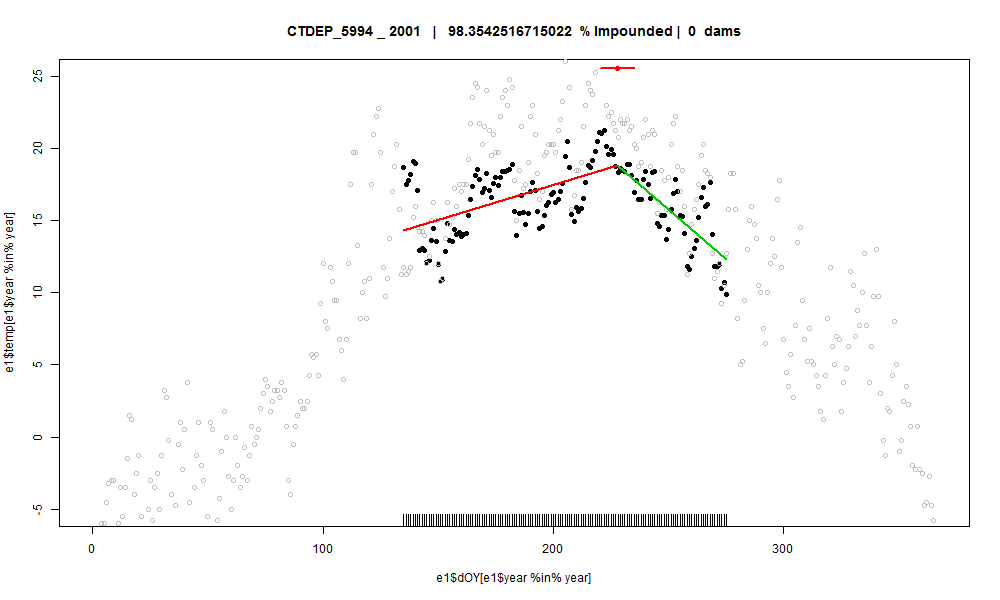 CTDEP_5994 _ 2001 | 98.3542516715022 % Impounded | 0 dams
e1$temp[e1$year %in% year]
25
20
15
10
5
0
-5
0 100 200 300
e1$dOY[e1$year %in% year]